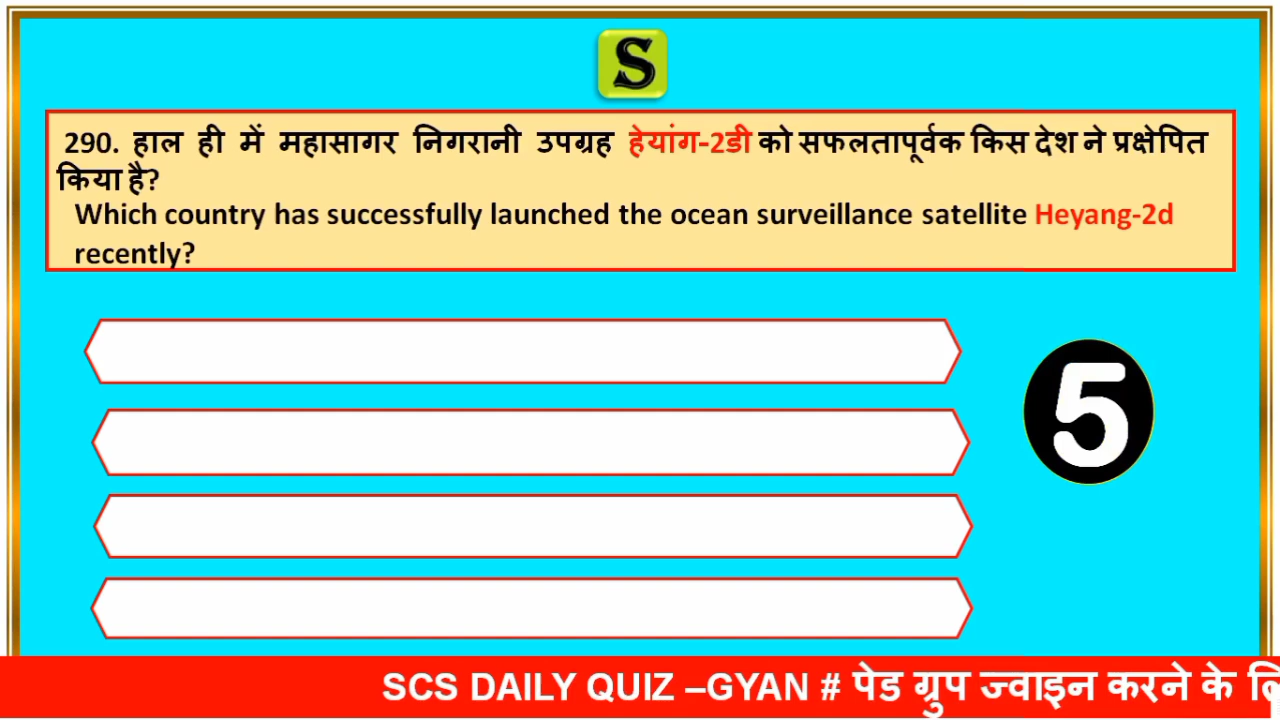 S
290. हाल ही में महासागर निगरानी उपग्रह हेयांग-2डी को सफलतापूर्वक किस देश ने प्रक्षेपित
किया है?
Which country has successfully launched the ocean surveillance satellite Heyang-2d
recently?
5
SCS DAILY QUIZ –GYAN # पेड ग्रुप ज्वाइन करने के